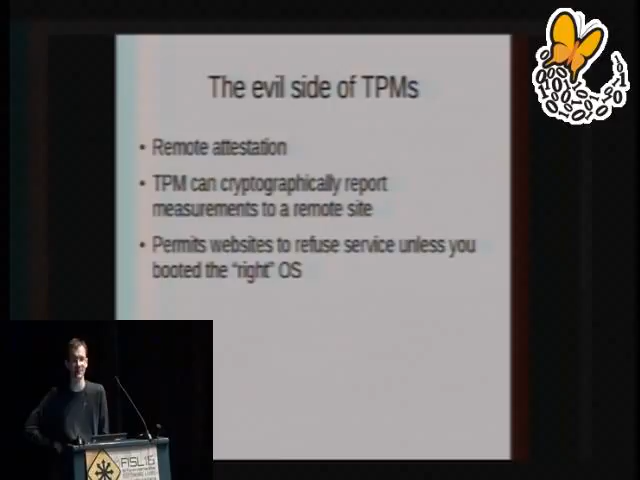 The evil side of TPMs
• Remote attestation
• TPM can cryptographically report
measurements to a remote site
• Permits websites to refuse service unless you
booted the “right” OS
FISL16